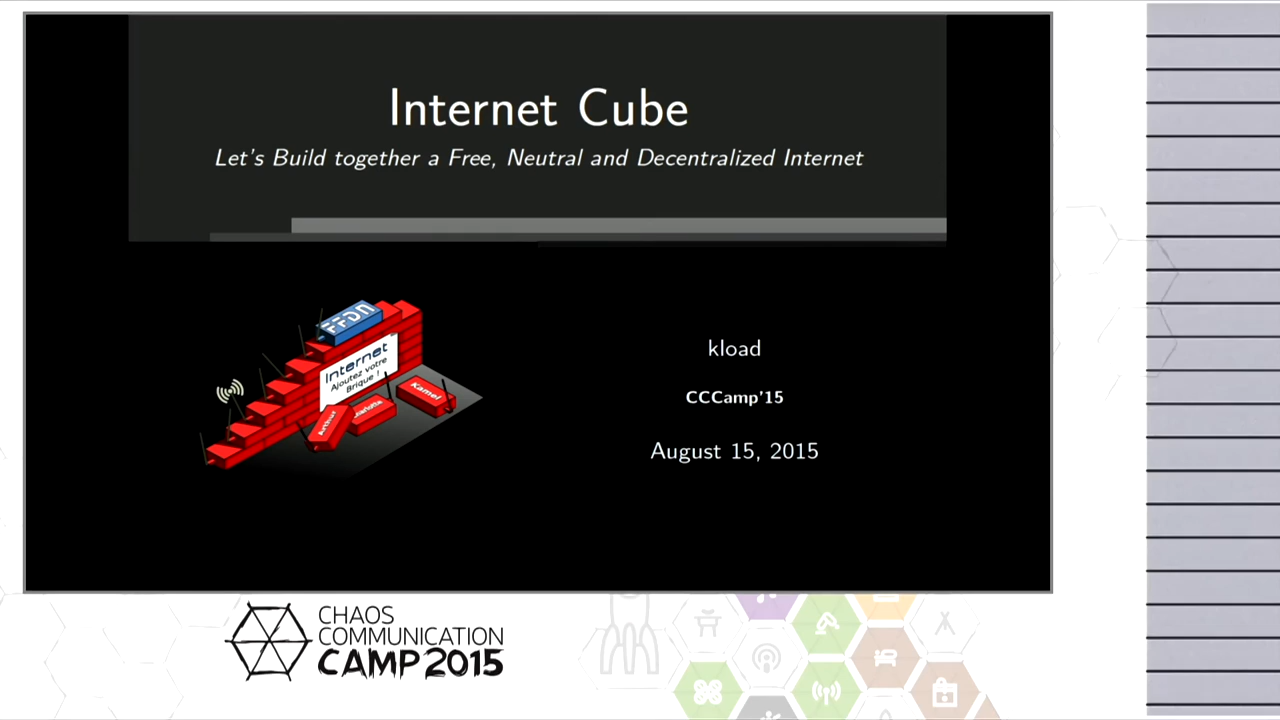 Internet Cube
Let's Build together a Free, Neutral and Decentralized Internet
FFDN
Internet
Ajoutez votre
Brique !
Kamel
kload
CCCamp'15
August 15, 2015
CHAOS
COMMUNICATION
CAMP 2015